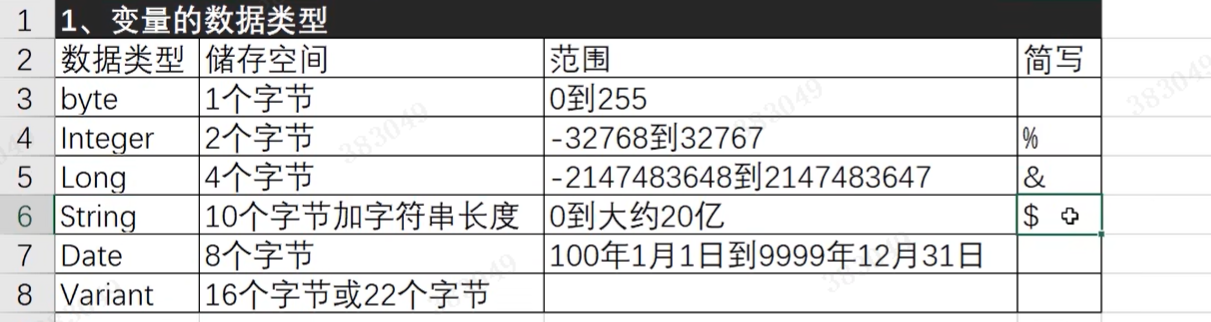 1 1、变量的数据类型
2 数据类型 储存空间 范围 简写
3 byte 1个字节 0到255
4 Integer 2个字节 -32768到32767 %
5 Long 4个字节 -2147483648到2147483647 &
6 String 10个字节加字符串长度 0到大约20亿 $
7 Date 8个字节 100年1月1日到9999年12月31日
8 Variant 16个字节或22个字节
383049
383049
383049